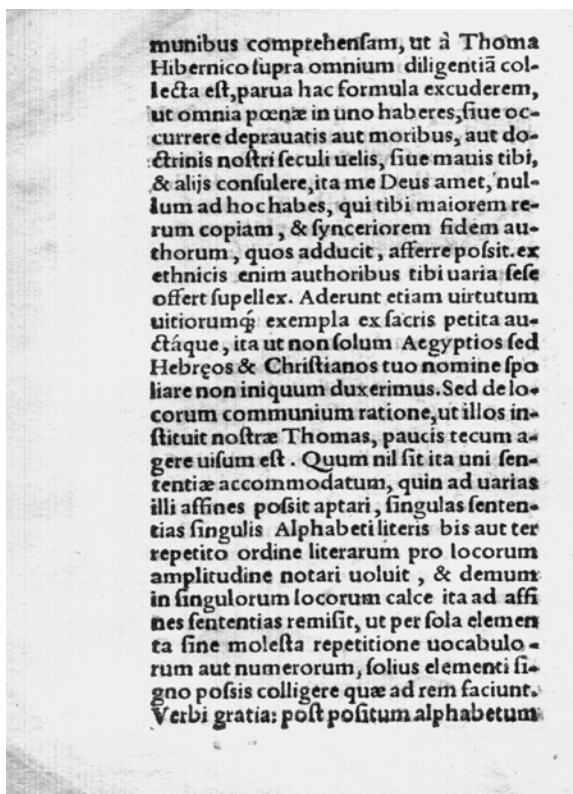 munibus comprehenſam, ut à Thoma
Hibernico ſupra omnium diligentiã col-
lecta eſt, parua hac formula excuderem,
ut omnia pœnæ in uno haberes, ſiue oc-
currere deprauatis aut moribus, aut do-
ctrinis noſtri ſeculi uelis, ſiue mauis tibi,
& alijs conſulere, ita me Deus amet, nul-
lum ad hoc habes, qui tibi maiorem re-
rum copiam, & ſynceriorem fidem au-
thorum, quos adducit, afferre poſsit. ex
ethnicis enim authoribus tibi uaria ſeſe
offert ſupellex. Aderunt etiam uirtutum
uitiorumq́; exempla ex ſacris petita au-
ctáque, ita ut non ſolum Aegyptios ſed
Hebręos & Chriſtianos tuo nomine ſpo
liare non iniquum duxerimus. Sed de lo-
corum communium ratione, ut illos in-
ſtituit noſtræ Thomas, paucis tecum a-
gere uiſum eſt. Quum nil ſit ita uni ſen-
tentiæ accommodatum, quin ad uarias
illi affines poſsit aptari, ſingulas ſenten-
tias ſingulis Alphabeti literis bis aut ter
repetito ordine literarum pro locorum
amplitudine notari uoluit, & demum
in ſingulorum locorum calce ita ad affi
nes ſententias remiſit, ut per ſola elemen
ta ſine moleſta repetitione uocabulo-
rum aut numerorum, ſolius elementi ſi-
gno poſsis colligere quæ ad rem faciunt.
Verbi gratia: poſt poſitum alphabetum